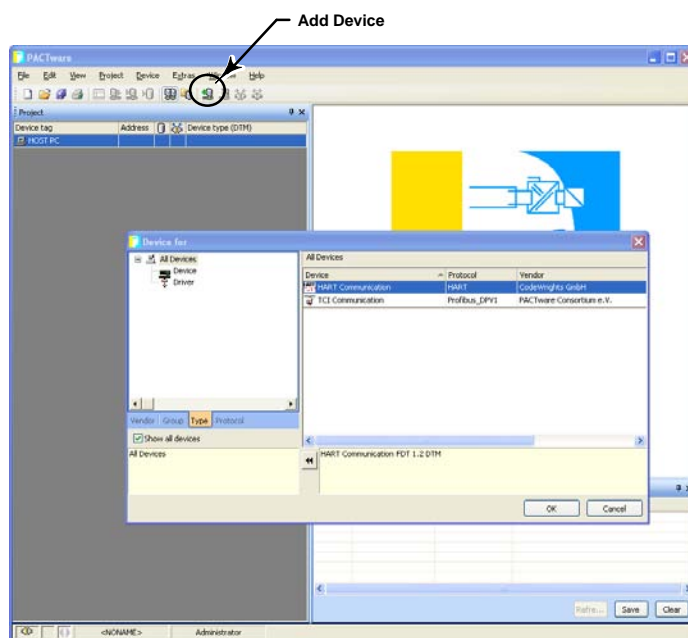 Add Device
PACTware
File Edit View Project Device Extras Help
Project
Device tag Address Device type (DTM)
HOST PC
Device for
All Devices
Device
Driver
All Devices
Device Protocol Vendor
HART Communication HART CodeWrights GmbH
TCI Communication Profibus_DPV1 PACTware Consortium e.V.
Vendor Group Type Protocol
Show all devices
All Devices
HART Communication FDT 1.2 DTM
OK Cancel
Refre... Save Clear
<NONAME> Administrator